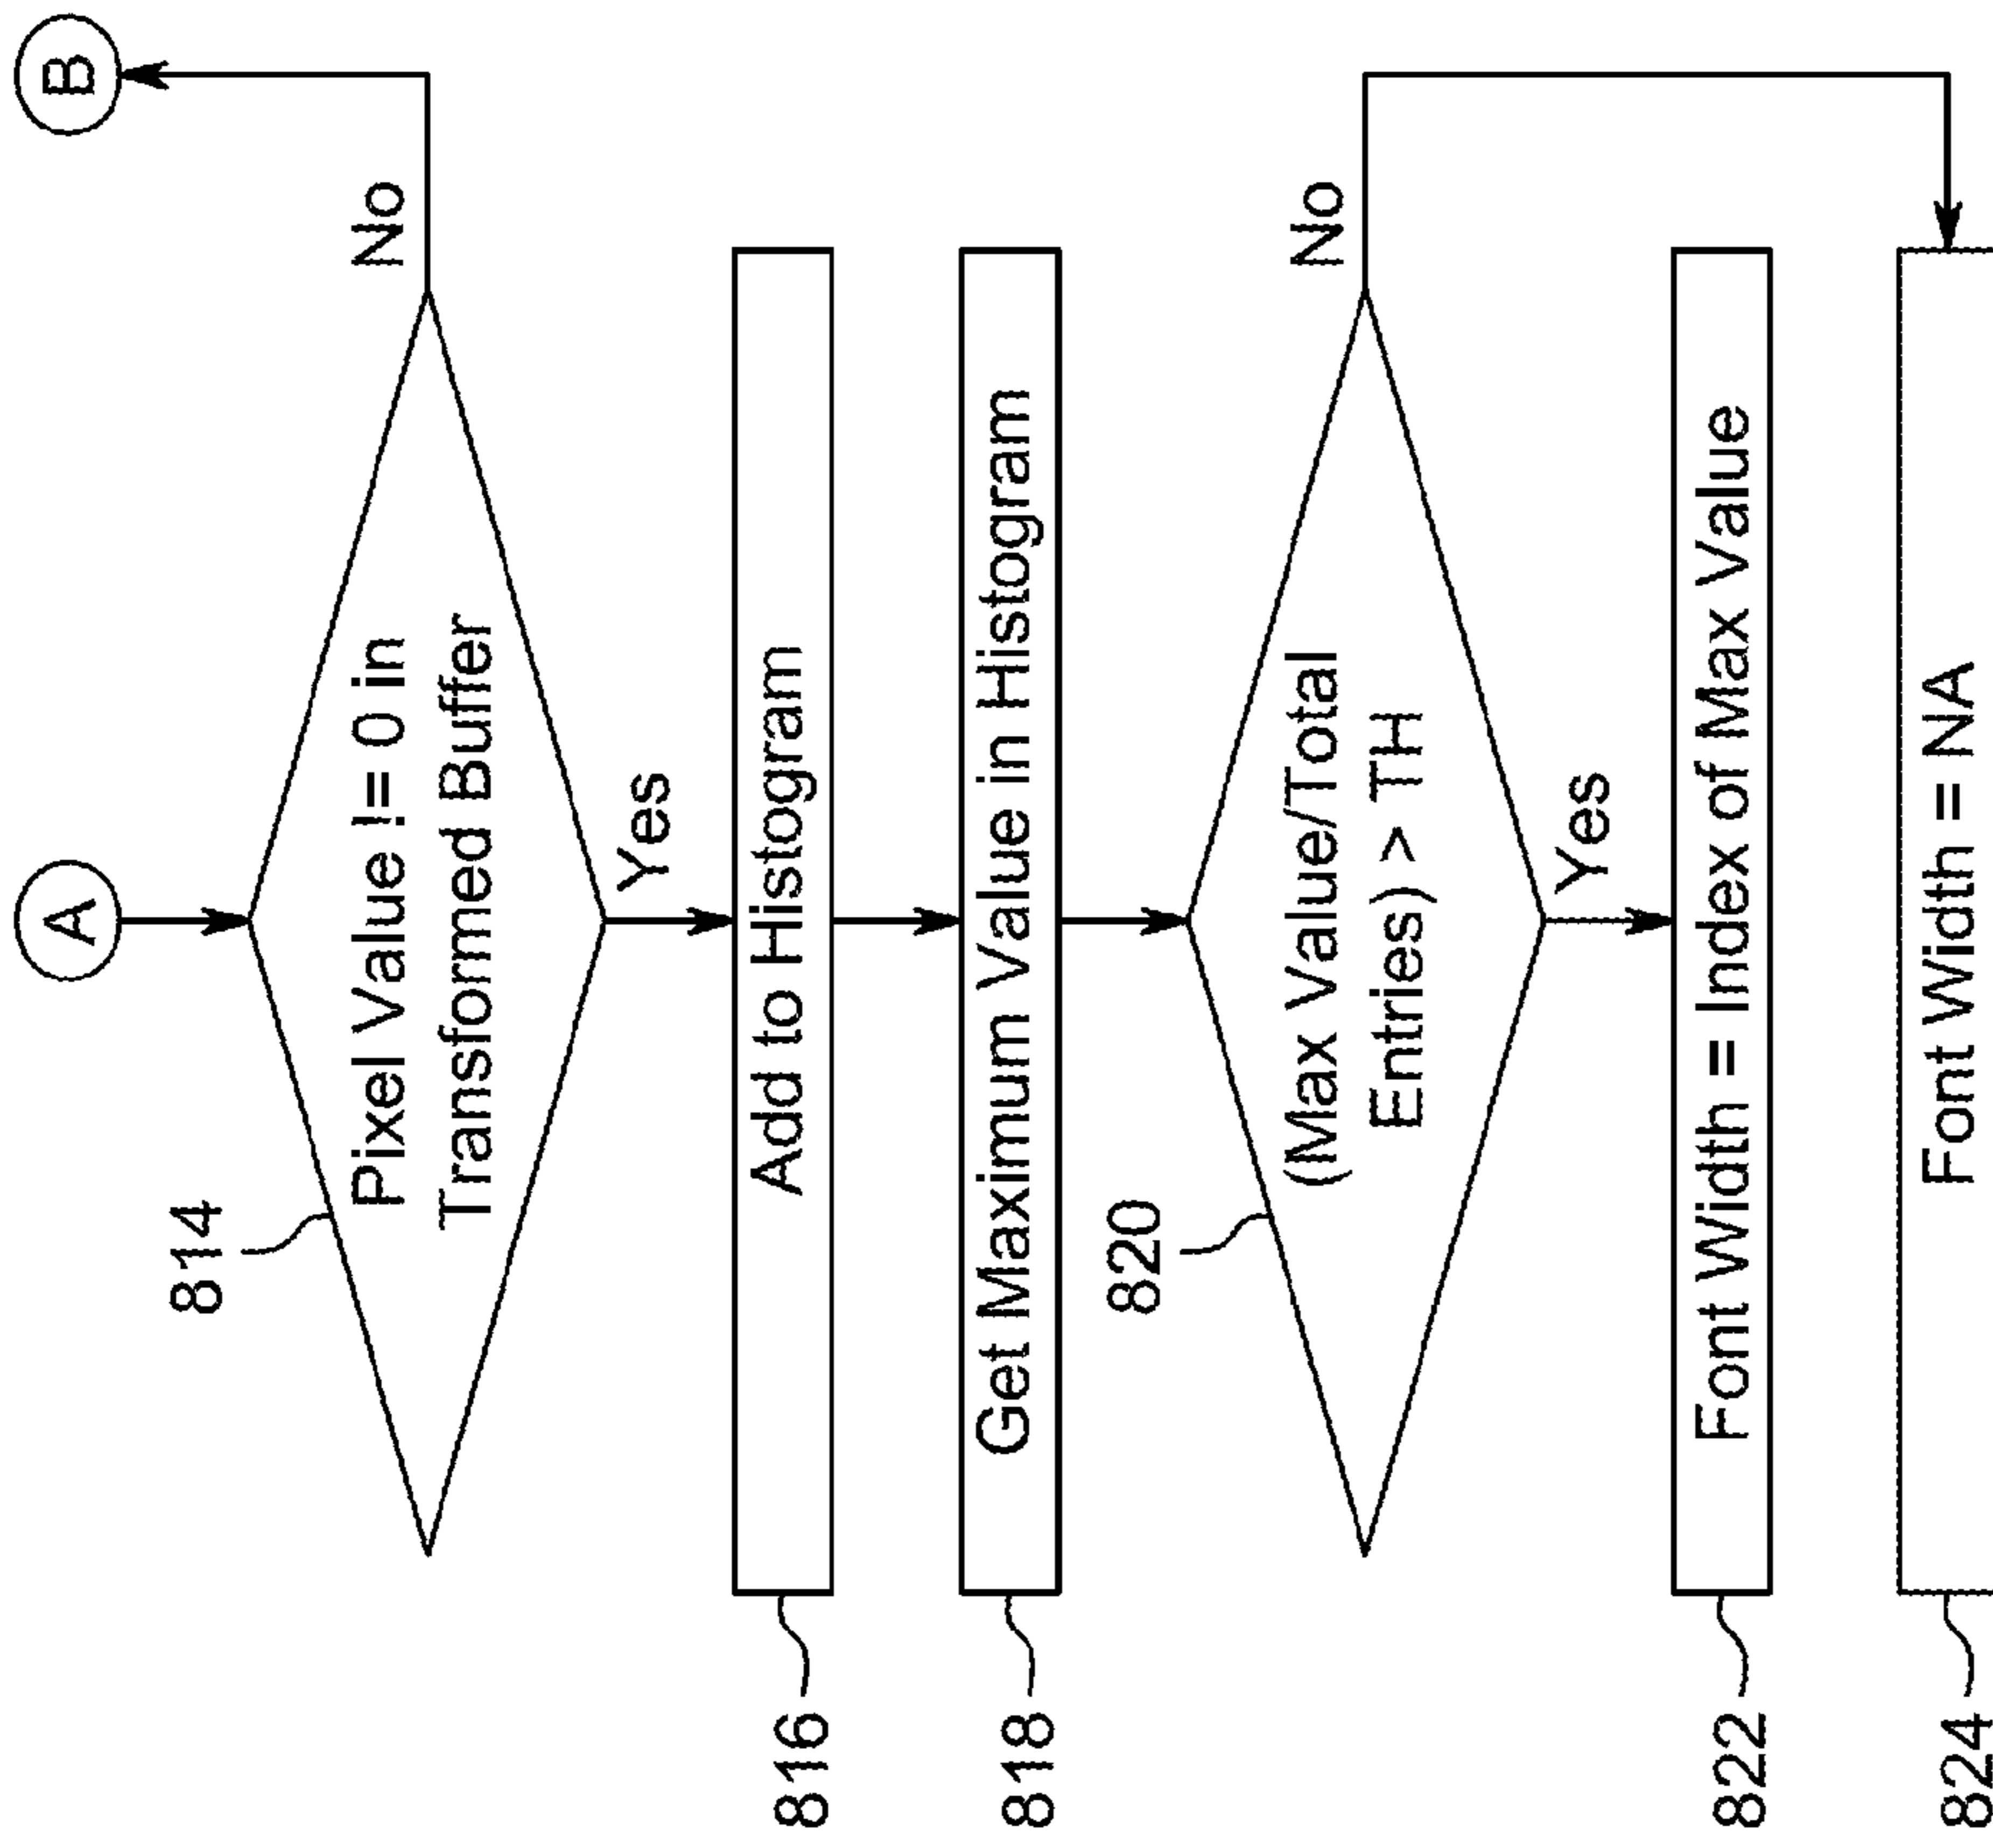 A
B
814
Pixel Value != 0 in
Transformed Buffer
No
Yes
816
Add to Histogram
818
Get Maximum Value in Histogram
820
(Max Value/Total
Entries) > TH
No
Yes
822
Font Width = Index of Max Value
824
Font Width = NA